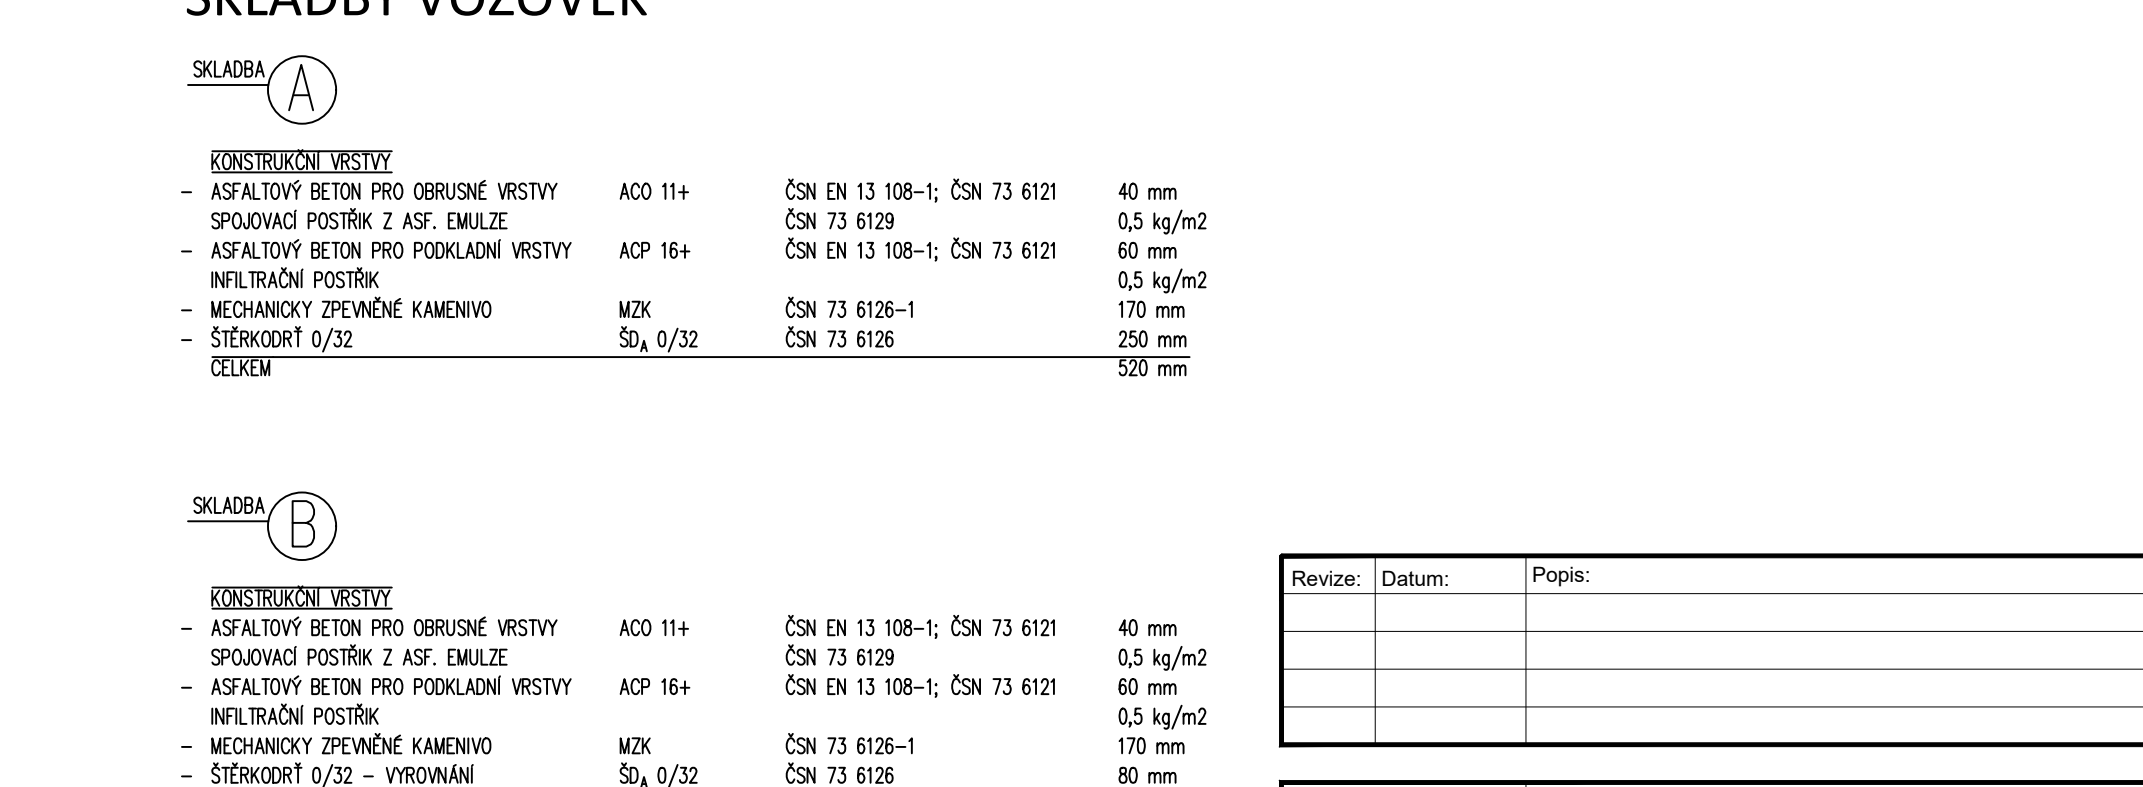 SKLADBY VOZOVEK
SKLADBA A
KONSTRUKČNÍ VRSTVY
– ASFALTOVÝ BETON PRO OBRUSNÉ VRSTVY ACO 11+ ČSN EN 13 108–1; ČSN 73 6121 40 mm
SPOJOVACÍ POSTŘIK Z ASF. EMULZE ČSN 73 6129 0,5 kg/m2
– ASFALTOVÝ BETON PRO PODKLADNÍ VRSTVY ACP 16+ ČSN EN 13 108–1; ČSN 73 6121 60 mm
INFILTRAČNÍ POSTŘIK 0,5 kg/m2
– MECHANICKY ZPEVNĚNÉ KAMENIVO MZK ČSN 73 6126–1 170 mm
– ŠTĚRKODRŤ 0/32 ŠDA 0/32 ČSN 73 6126 250 mm
CELKEM 520 mm
SKLADBA B
KONSTRUKČNÍ VRSTVY
– ASFALTOVÝ BETON PRO OBRUSNÉ VRSTVY ACO 11+ ČSN EN 13 108–1; ČSN 73 6121 40 mm
SPOJOVACÍ POSTŘIK Z ASF. EMULZE ČSN 73 6129 0,5 kg/m2
– ASFALTOVÝ BETON PRO PODKLADNÍ VRSTVY ACP 16+ ČSN EN 13 108–1; ČSN 73 6121 60 mm
INFILTRAČNÍ POSTŘIK 0,5 kg/m2
– MECHANICKY ZPEVNĚNÉ KAMENIVO MZK ČSN 73 6126–1 170 mm
– ŠTĚRKODRŤ 0/32 – VYROVNÁNÍ ŠDA 0/32 ČSN 73 6126 80 mm
Revize: Datum: Popis: